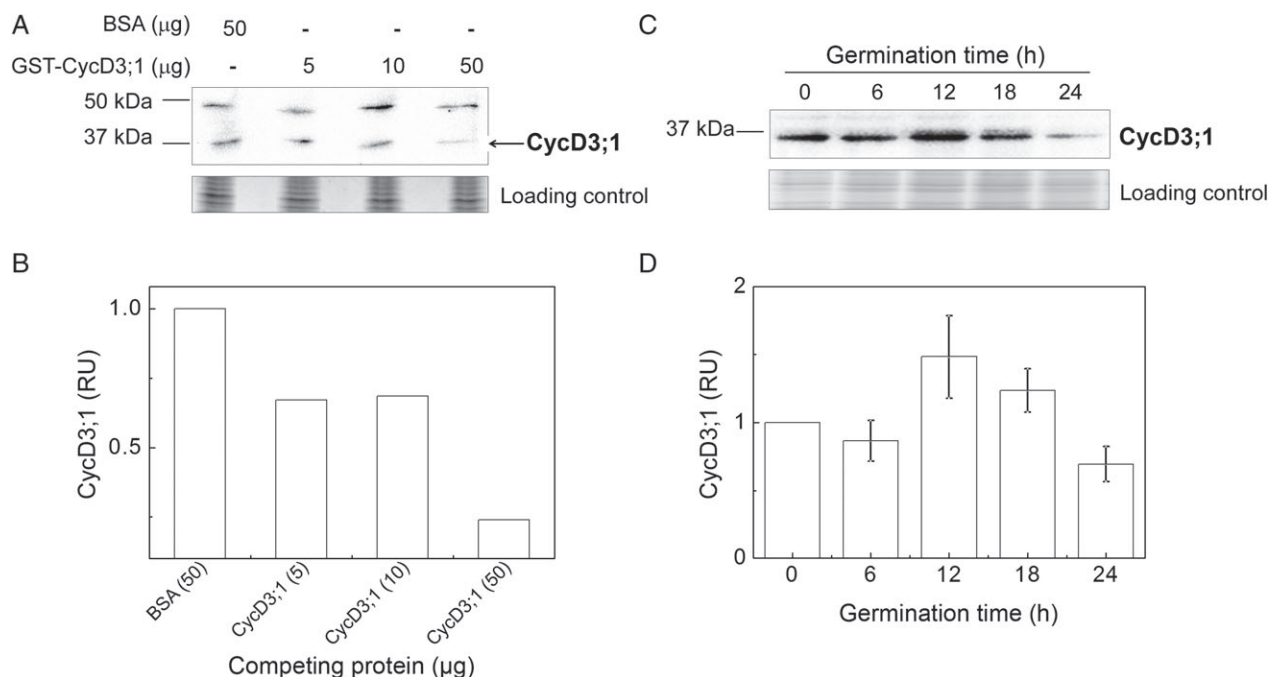 A
BSA (µg) 50 - - -
GST-CycD3;1 (µg) - 5 10 50
50 kDa
37 kDa
CycD3;1
Loading control
B
CycD3;1 (RU)
1.0
0.5
BSA (50)
CycD3;1 (5)
CycD3;1 (10)
CycD3;1 (50)
Competing protein (µg)
C
Germination time (h)
0 6 12 18 24
37 kDa
CycD3;1
Loading control
D
CycD3;1 (RU)
2
1
0
0 6 12 18 24
Germination time (h)